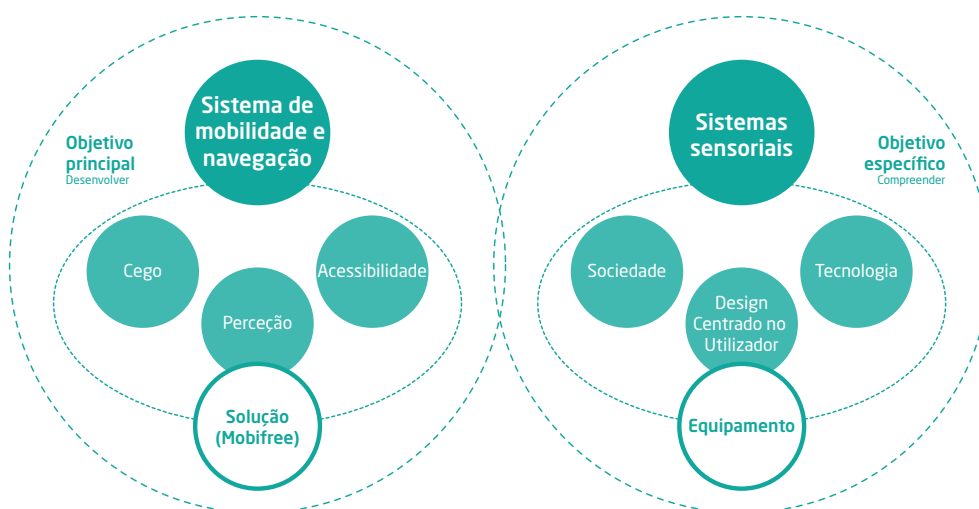 Objetivo
principal
Desenvolver
Sistema de
mobilidade e
navegação
Cego
Perceção
Acessibilidade
Solução
(Mobifree)
Sistemas
sensoriais
Objetivo
específico
Compreender
Sociedade
Design
Centrado no
Utilizador
Tecnologia
Equipamento